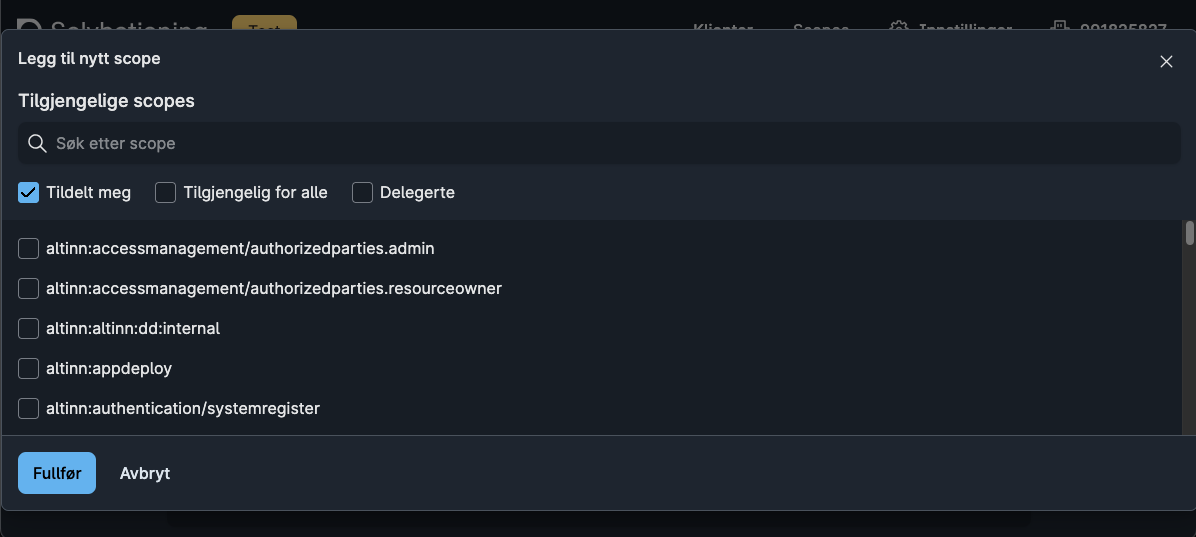 Test
Klienter Scopes Innstillinger
Legg til nytt scope
Tilgjengelige scopes
Søk etter scope
Tildelt meg Tilgjengelig for alle Delegerte
altinn:accessmanagement/authorizedparties.admin
altinn:accessmanagement/authorizedparties.resourceowner
altinn:altinn:dd:internal
altinn:appdeploy
altinn:authentication/systemregister
Fullfør Avbryt